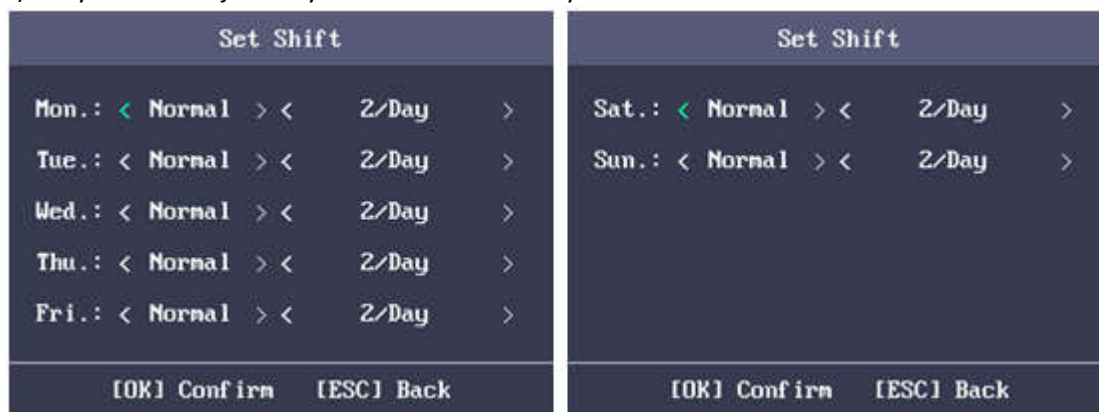 Set Shift
Mon.: < Normal > < 2/Day >
Tue.: < Normal > < 2/Day >
Wed.: < Normal > < 2/Day >
Thu.: < Normal > < 2/Day >
Fri.: < Normal > < 2/Day >
[OK] Confirm [ESC] Back
Set Shift
Sat.: < Normal > < 2/Day >
Sun.: < Normal > < 2/Day >
[OK] Confirm [ESC] Back